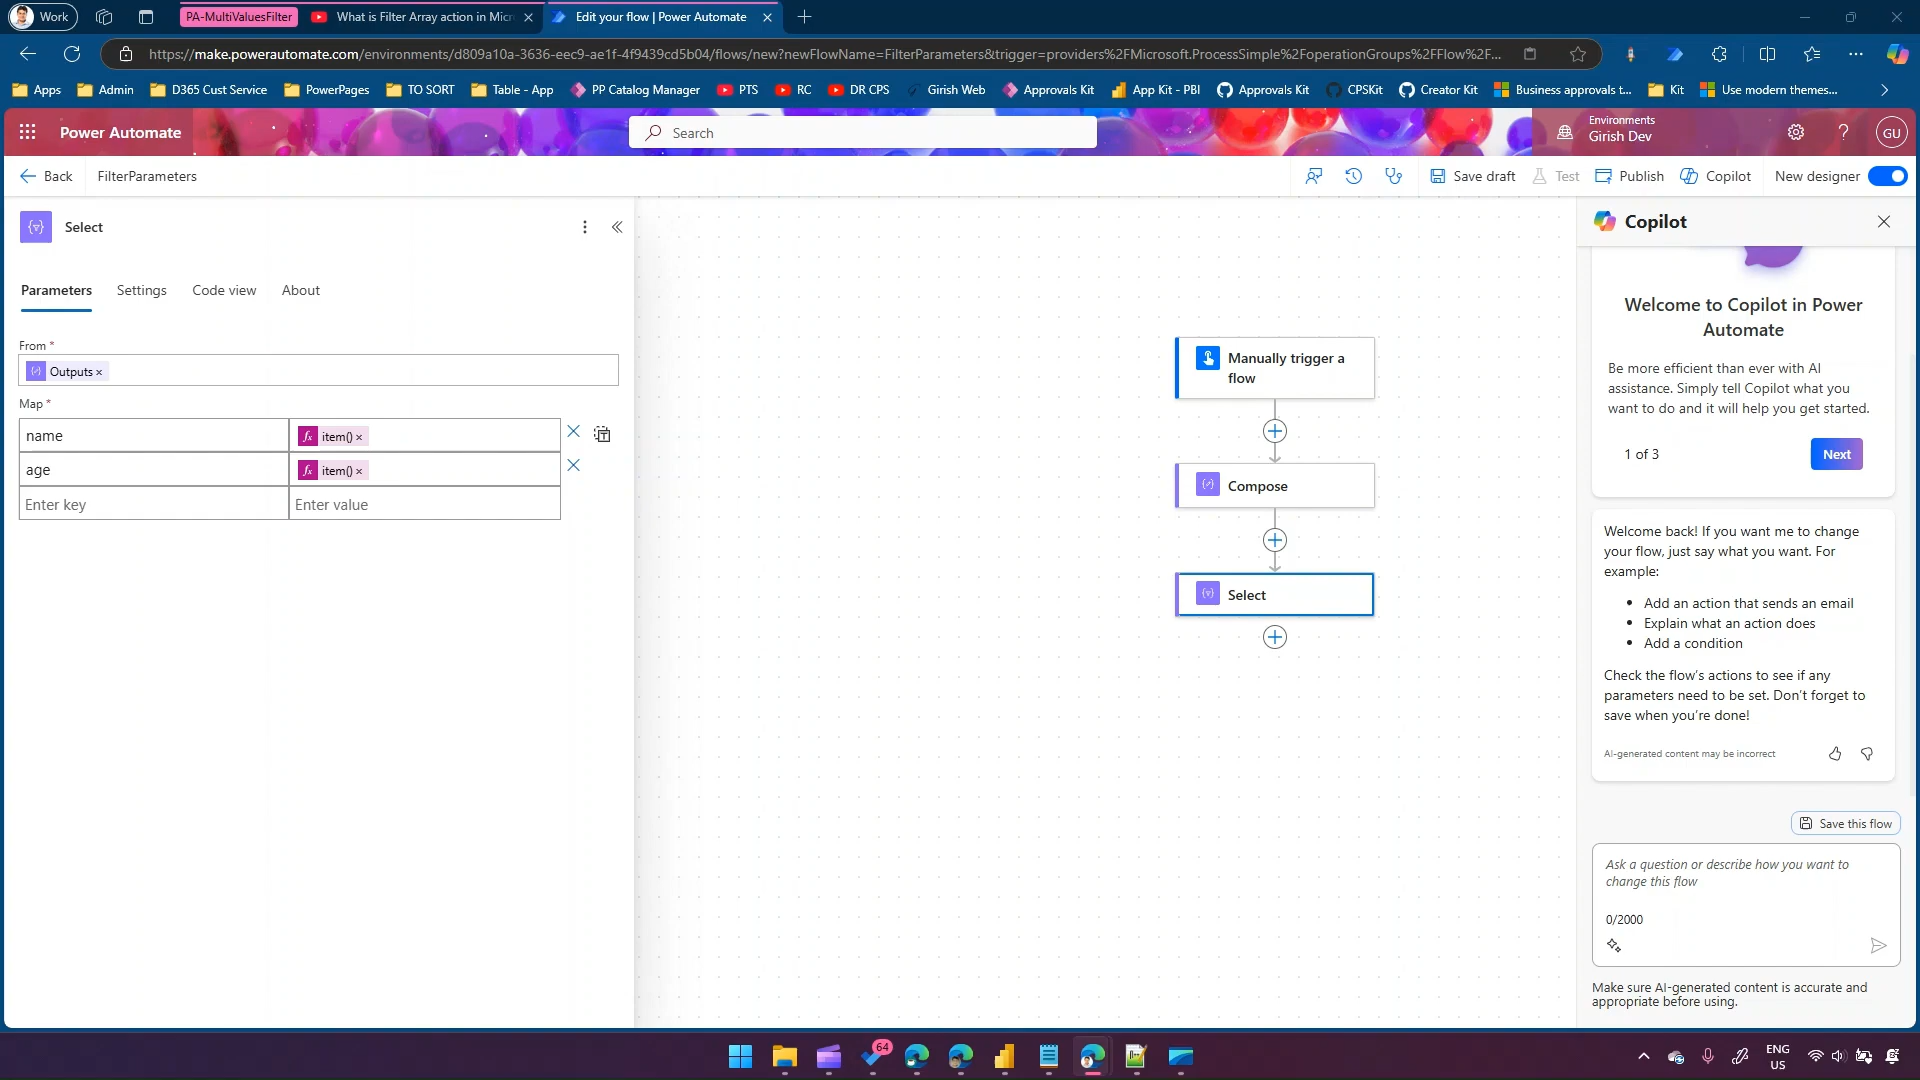 Work
PA-MultiValuesFilter
What is Filter Array action in Micr
Edit your flow | Power Automate
https://make.powerautomate.com/environments/d809a10a-3636-eec9-ae1f-4f9439cd5b04/flows/new?newFlowName=FilterParameters&trigger=providers%2FMicrosoft.ProcessSimple%2FoperationGroups%2FFlow%2F...
Apps
Admin
D365 Cust Service
PowerPages
TO SORT
Table - App
PP Catalog Manager
PTS
RC
DR CPS
Girish Web
Approvals Kit
App Kit - PBI
Approvals Kit
CPSKit
Creator Kit
Business approvals t...
Kit
Use modern themes...
Power Automate
Search
Environments
Girish Dev
GU
Back
FilterParameters
Save draft
Test
Publish
Copilot
New designer
Select
Parameters
Settings
Code view
About
From *
Outputs ×
Map *
name
fx item() ×
age
fx item() ×
Enter key
Enter value
Manually trigger a
flow
Compose
Select
Copilot
Welcome to Copilot in Power
Automate
Be more efficient than ever with AI
assistance. Simply tell Copilot what you
want to do and it will help you get started.
1 of 3
Next
Welcome back! If you want me to change
your flow, just say what you want. For
example:
• Add an action that sends an email
• Explain what an action does
• Add a condition
Check the flow's actions to see if any
parameters need to be set. Don't forget to
save when you're done!
AI-generated content may be incorrect
Save this flow
Ask a question or describe how you want to
change this flow
0/2000
Make sure AI-generated content is accurate and
appropriate before using.
64
ENG
US